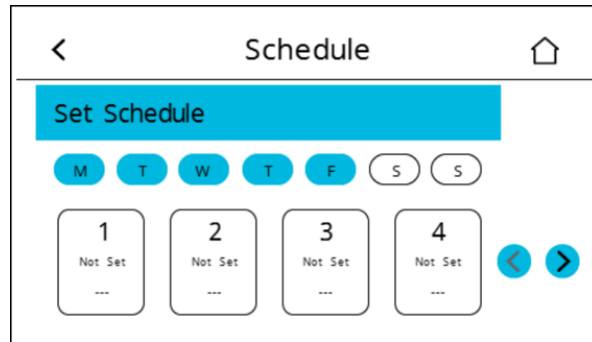 Schedule
Set Schedule
M T W T F S S
1 2 3 4
Not Set Not Set Not Set Not Set
--- --- --- ---